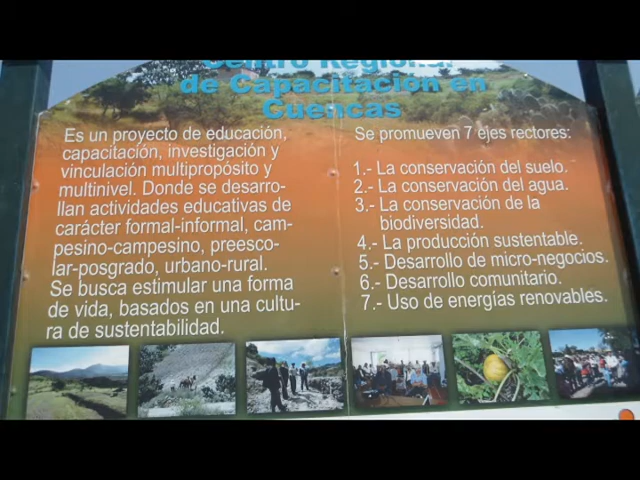 Centro Regional
de Capacitación en
Cuencas
Es un proyecto de educación,
capacitación, investigación y
vinculación multipropósito y
multinivel. Donde se desarro-
llan actividades educativas de
carácter formal-informal, cam-
pesino-campesino, preesco-
lar-posgrado, urbano-rural.
Se busca estimular una forma
de vida, basados en una cultu-
ra de sustentabilidad.
Se promueven 7 ejes rectores:
1.- La conservación del suelo.
2.- La conservación del agua.
3.- La conservación de la
biodiversidad.
4.- La producción sustentable.
5.- Desarrollo de micro-negocios.
6.- Desarrollo comunitario.
7.- Uso de energías renovables.